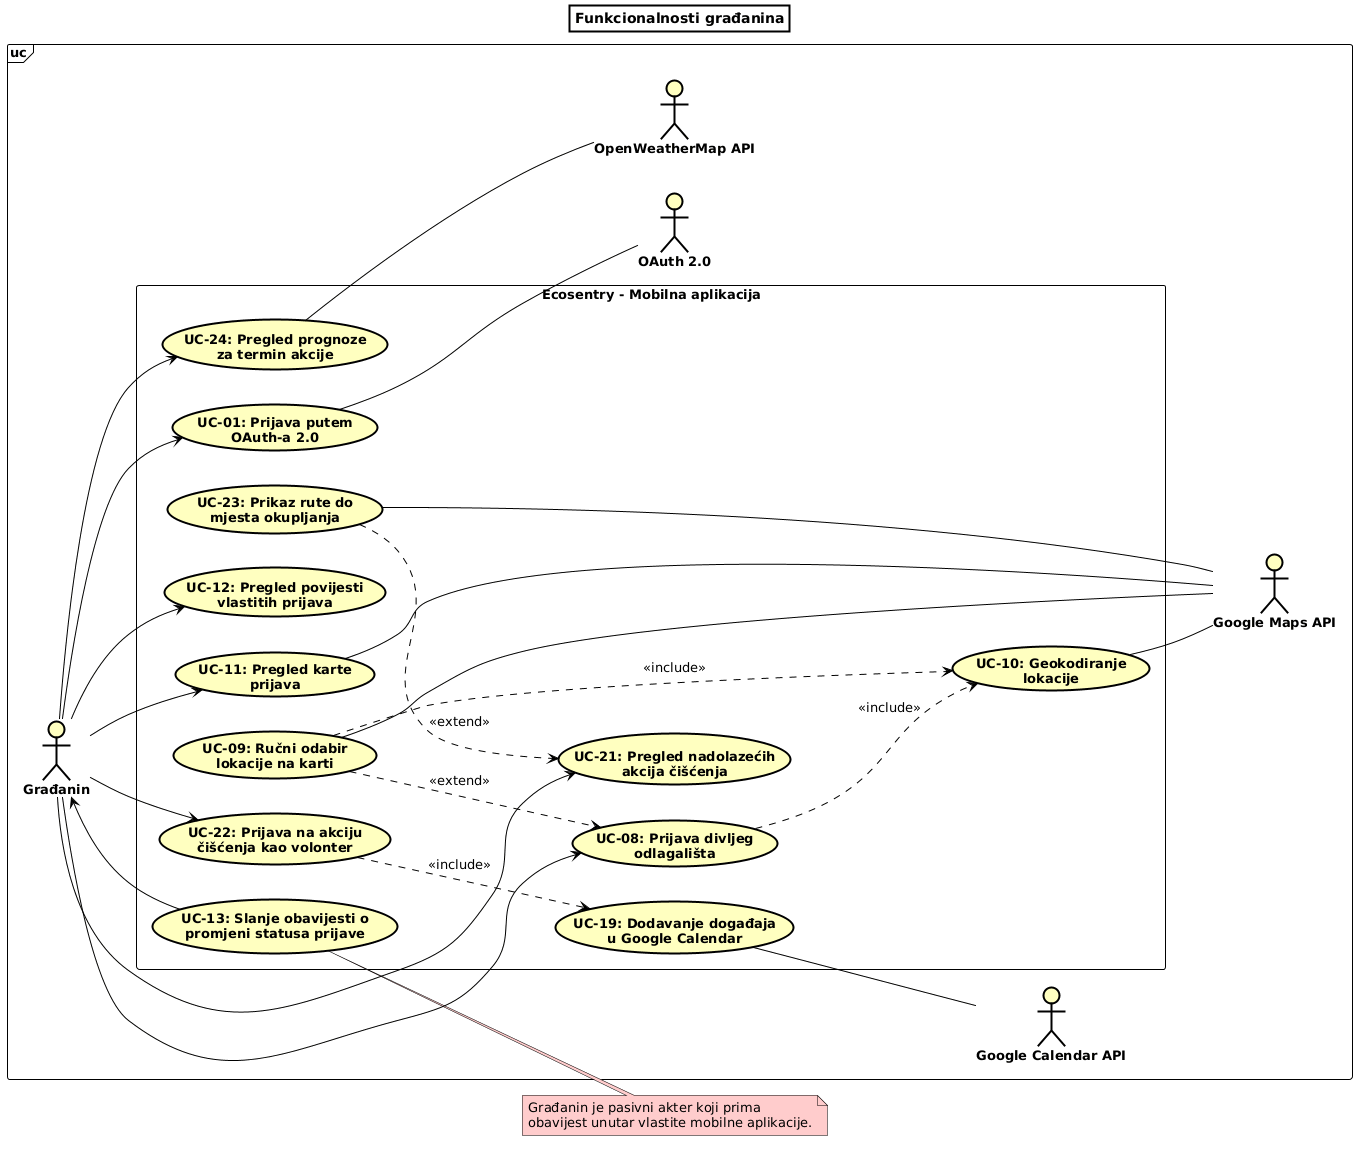 Funkcionalnosti građanina
uc
OpenWeatherMap API
OAuth 2.0
Ecosentry - Mobilna aplikacija
UC-24: Pregled prognoze
za termin akcije
UC-01: Prijava putem
OAuth-a 2.0
UC-23: Prikaz rute do
mjesta okupljanja
UC-12: Pregled povijesti
vlastitih prijava
Google Maps API
UC-11: Pregled karte
prijava
«include»
UC-10: Geokodiranje
lokacije
«include»
«extend»
UC-09: Ručni odabir
lokacije na karti
UC-21: Pregled nadolazećih
akcija čišćenja
«extend»
Građanin
UC-22: Prijava na akciju
čišćenja kao volonter
UC-08: Prijava divljeg
odlagališta
«include»
UC-13: Slanje obavijesti o
promjeni statusa prijave
UC-19: Dodavanje događaja
u Google Calendar
Google Calendar API
Građanin je pasivni akter koji prima
obavijest unutar vlastite mobilne aplikacije.